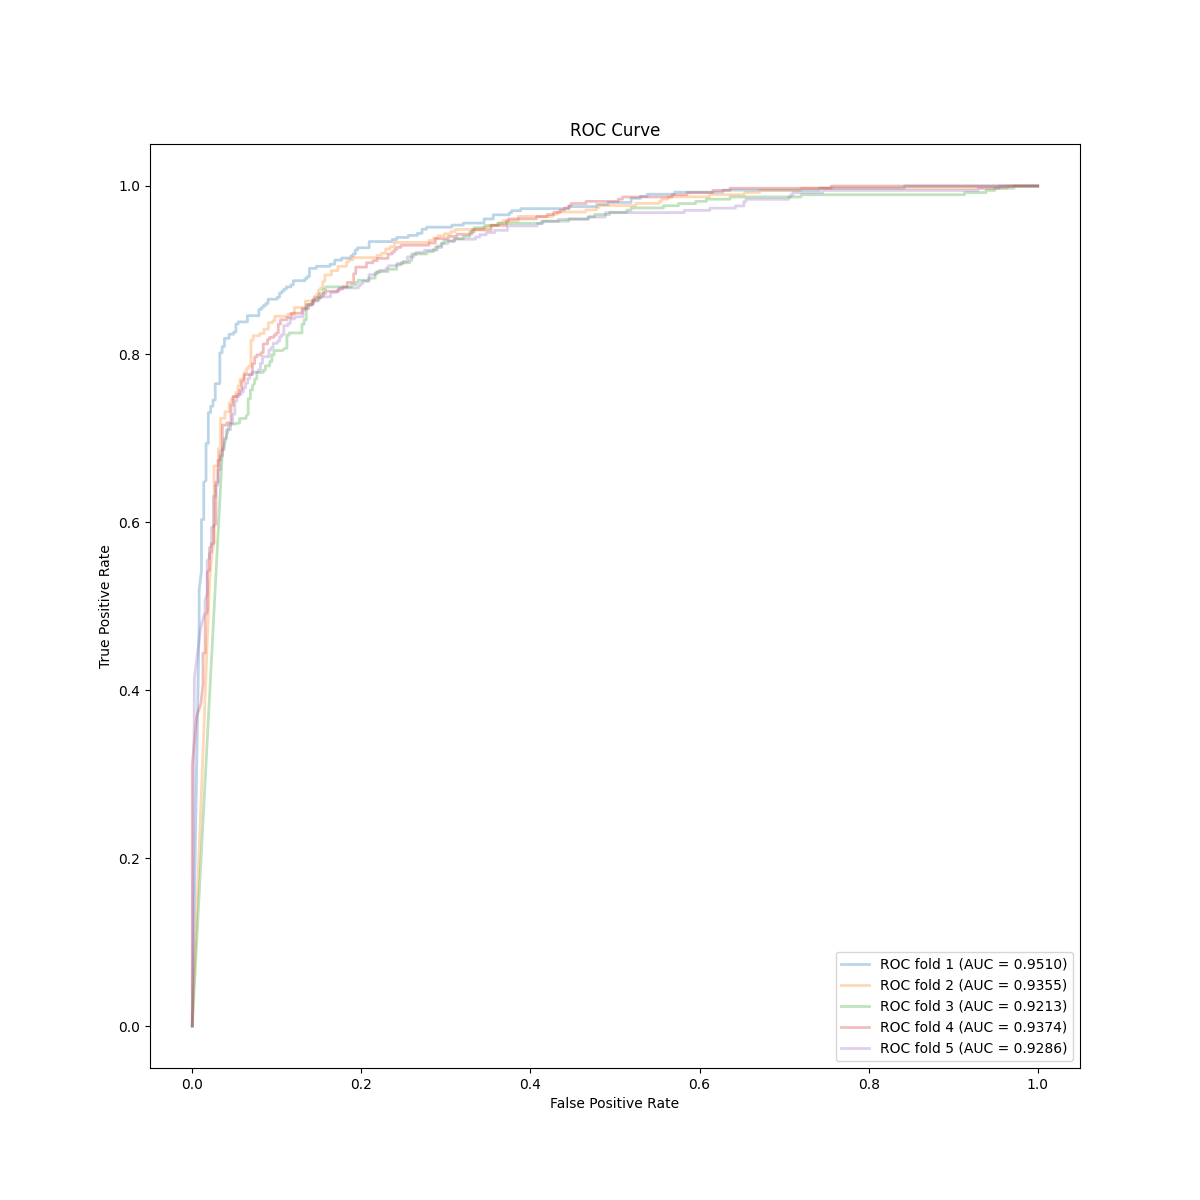 ROC Curve
1.0
0.8
0.6
0.4
0.2
0.0
True Positive Rate
0.0 0.2 0.4 0.6 0.8 1.0
False Positive Rate
ROC fold 1 (AUC = 0.9510)
ROC fold 2 (AUC = 0.9355)
ROC fold 3 (AUC = 0.9213)
ROC fold 4 (AUC = 0.9374)
ROC fold 5 (AUC = 0.9286)